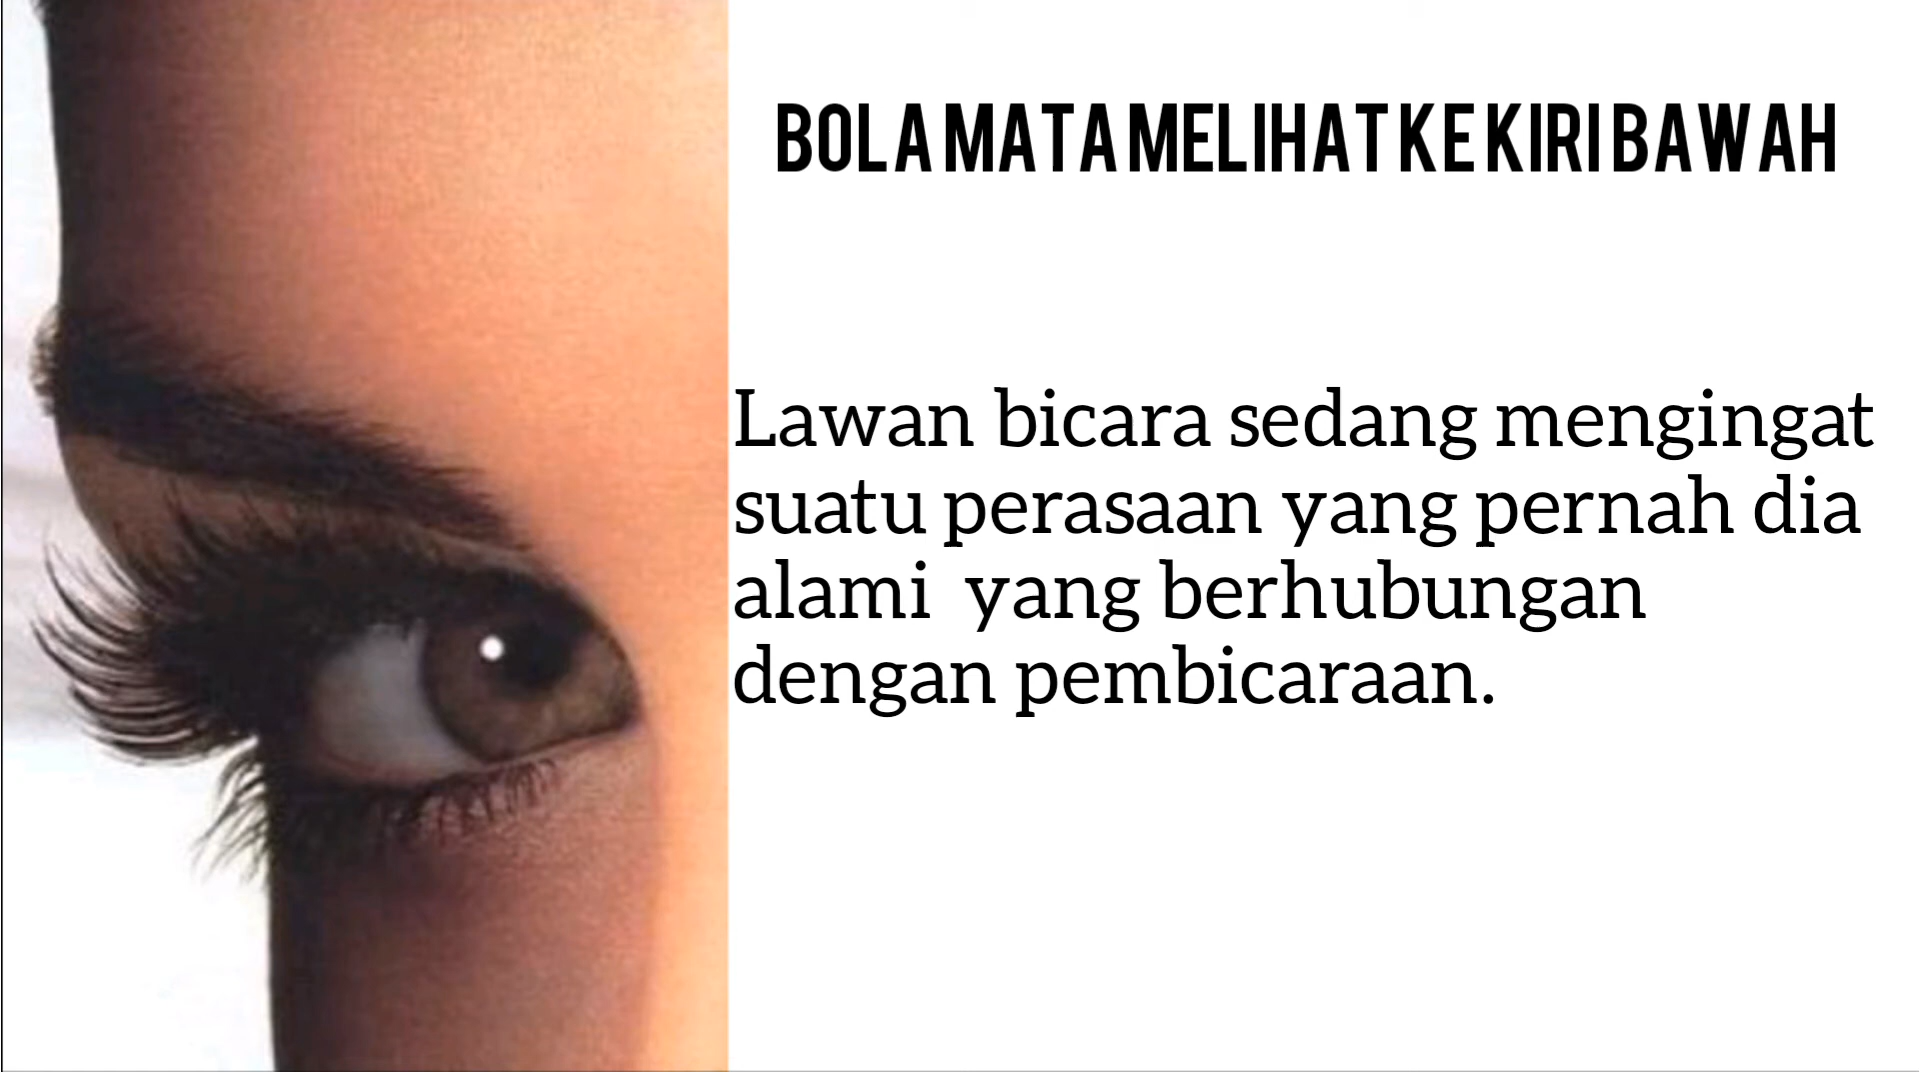 BOLA MATA MELIHAT KE KIRI BAWAH
Lawan bicara sedang mengingat
suatu perasaan yang pernah dia
alami  yang berhubungan
dengan pembicaraan.